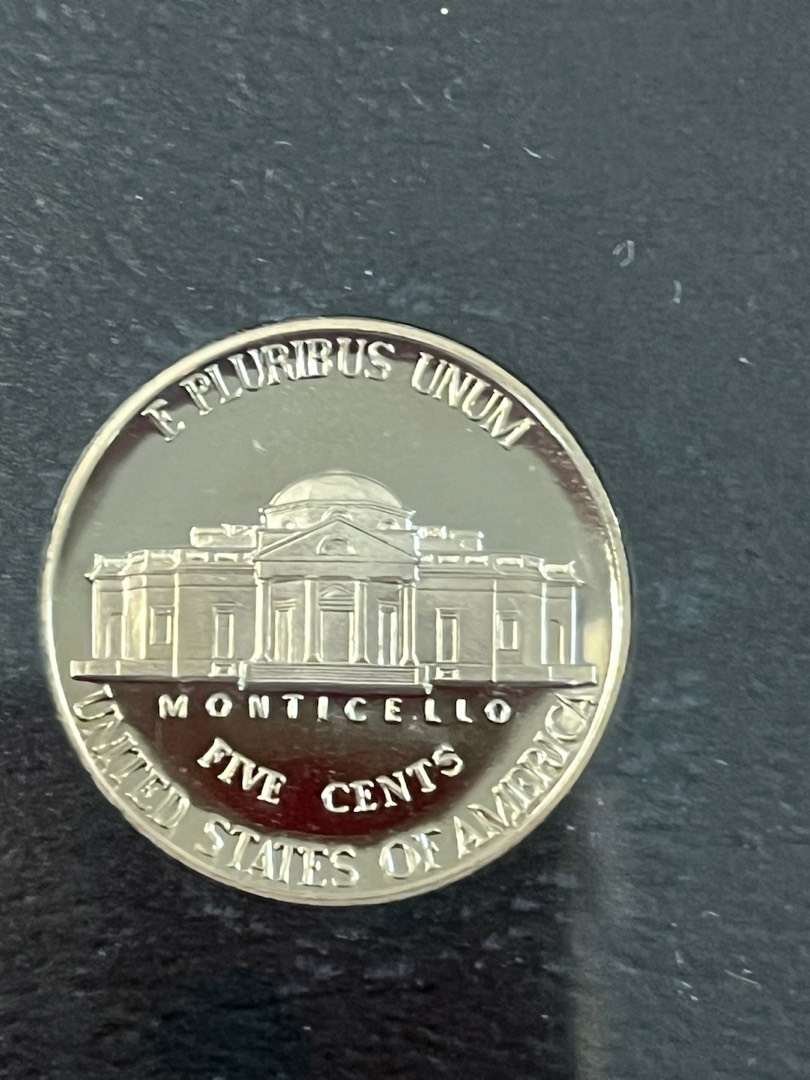 E PLURIBUS UNUM
MONTICELLO
FIVE CENTS
UNITED STATES OF AMERICA